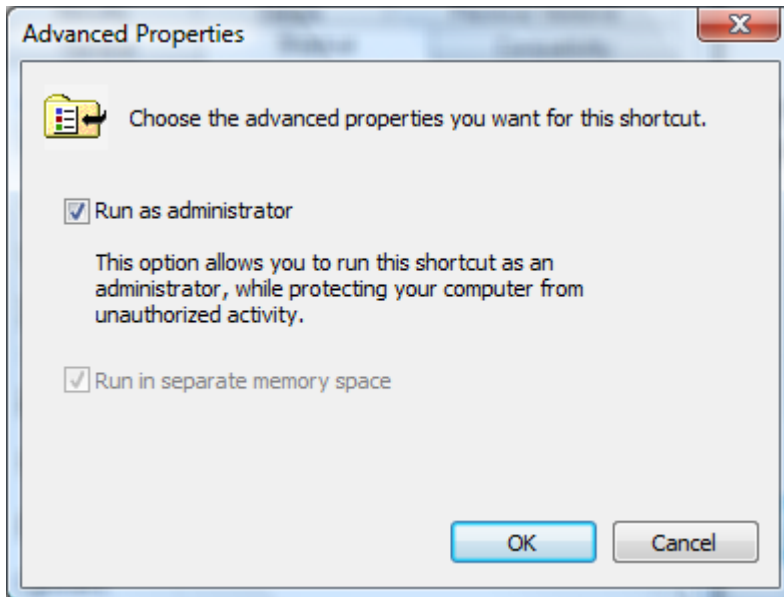 Advanced Properties
Choose the advanced properties you want for this shortcut.
Run as administrator
This option allows you to run this shortcut as an
administrator, while protecting your computer from
unauthorized activity.
Run in separate memory space
OK Cancel